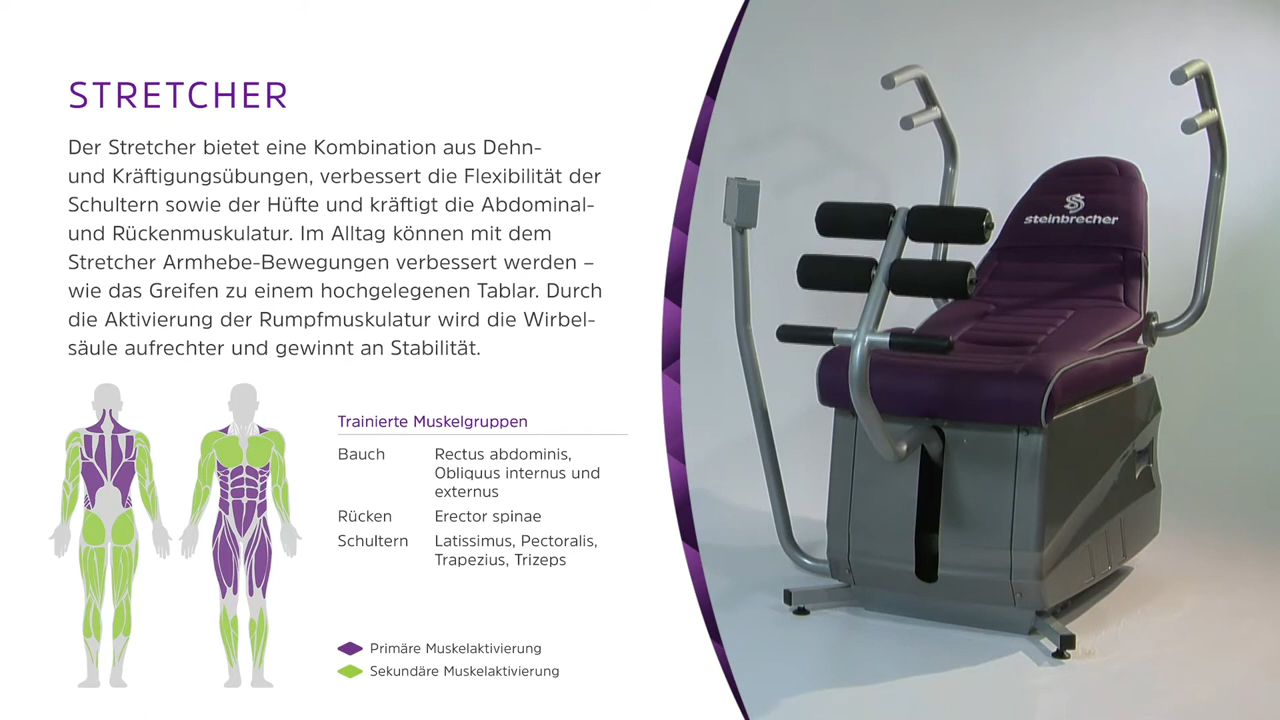 STRETCHER
Der Stretcher bietet eine Kombination aus Dehn-
und Kräftigungsübungen, verbessert die Flexibilität der
Schultern sowie der Hüfte und kräftigt die Abdominal-
und Rückenmuskulatur. Im Alltag können mit dem
Stretcher Armhebe-Bewegungen verbessert werden –
wie das Greifen zu einem hochgelegenen Tablar. Durch
die Aktivierung der Rumpfmuskulatur wird die Wirbel-
säule aufrechter und gewinnt an Stabilität.
Trainierte Muskelgruppen
Bauch Rectus abdominis,
Obliquus internus und
externus
Rücken Erector spinae
Schultern Latissimus, Pectoralis,
Trapezius, Trizeps
Primäre Muskelaktivierung
Sekundäre Muskelaktivierung
steinbrecher